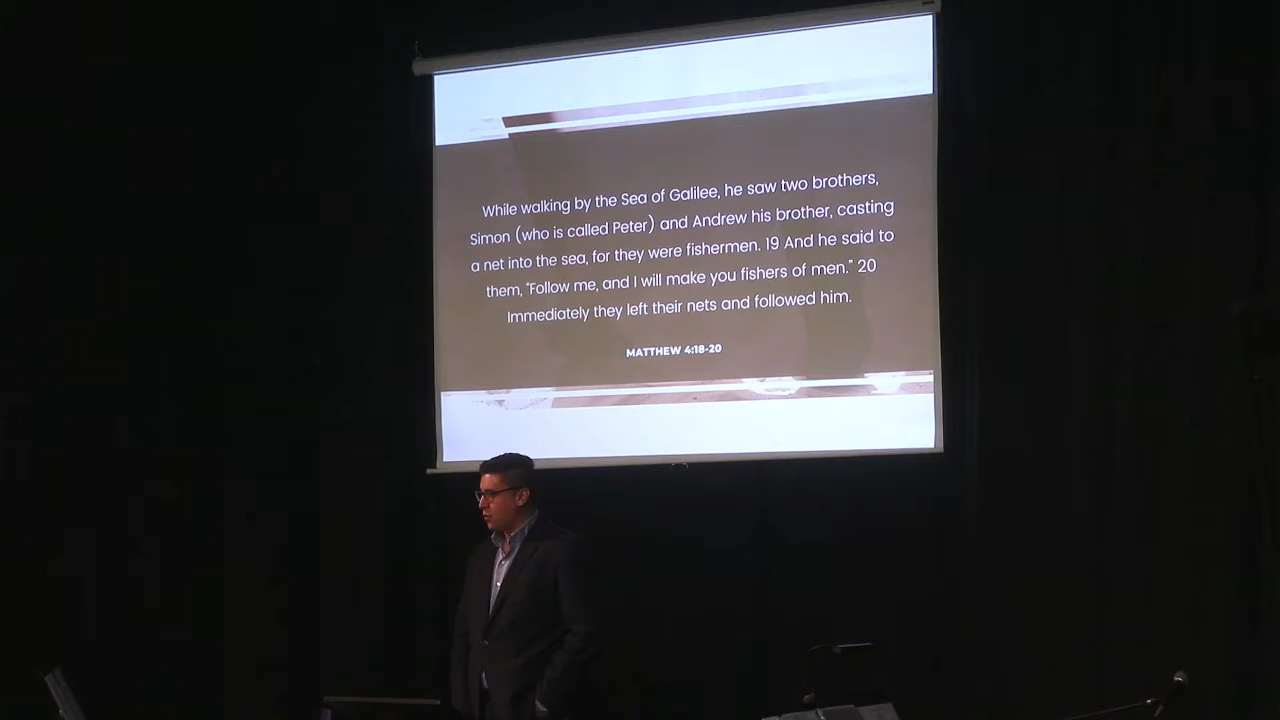 While walking by the Sea of Galilee, he saw two brothers,
Simon (who is called Peter) and Andrew his brother, casting
a net into the sea, for they were fishermen. 19 And he said to
them, "Follow me, and I will make you fishers of men." 20
Immediately they left their nets and followed him.
MATTHEW 4:18-20